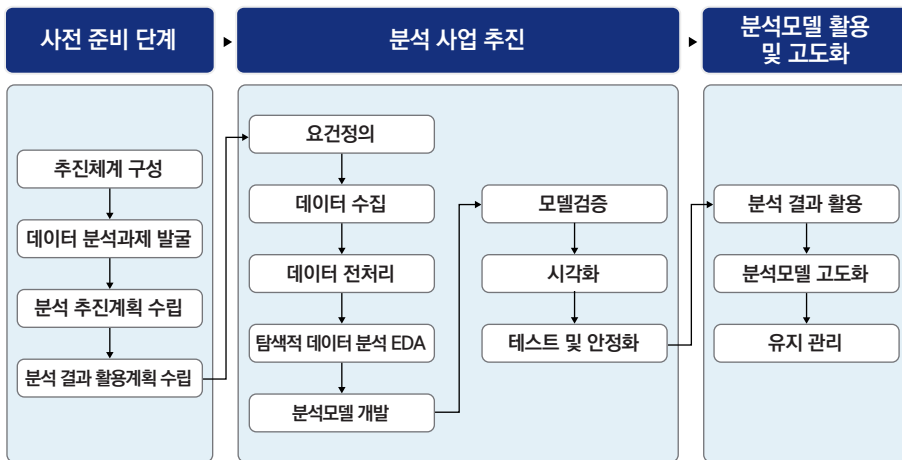 사전 준비 단계
분석 사업 추진
분석모델 활용
및 고도화
추진체계 구성
데이터 분석과제 발굴
분석 추진계획 수립
분석 결과 활용계획 수립
요건정의
데이터 수집
데이터 전처리
탐색적 데이터 분석 EDA
분석모델 개발
모델검증
시각화
테스트 및 안정화
분석 결과 활용
분석모델 고도화
유지 관리